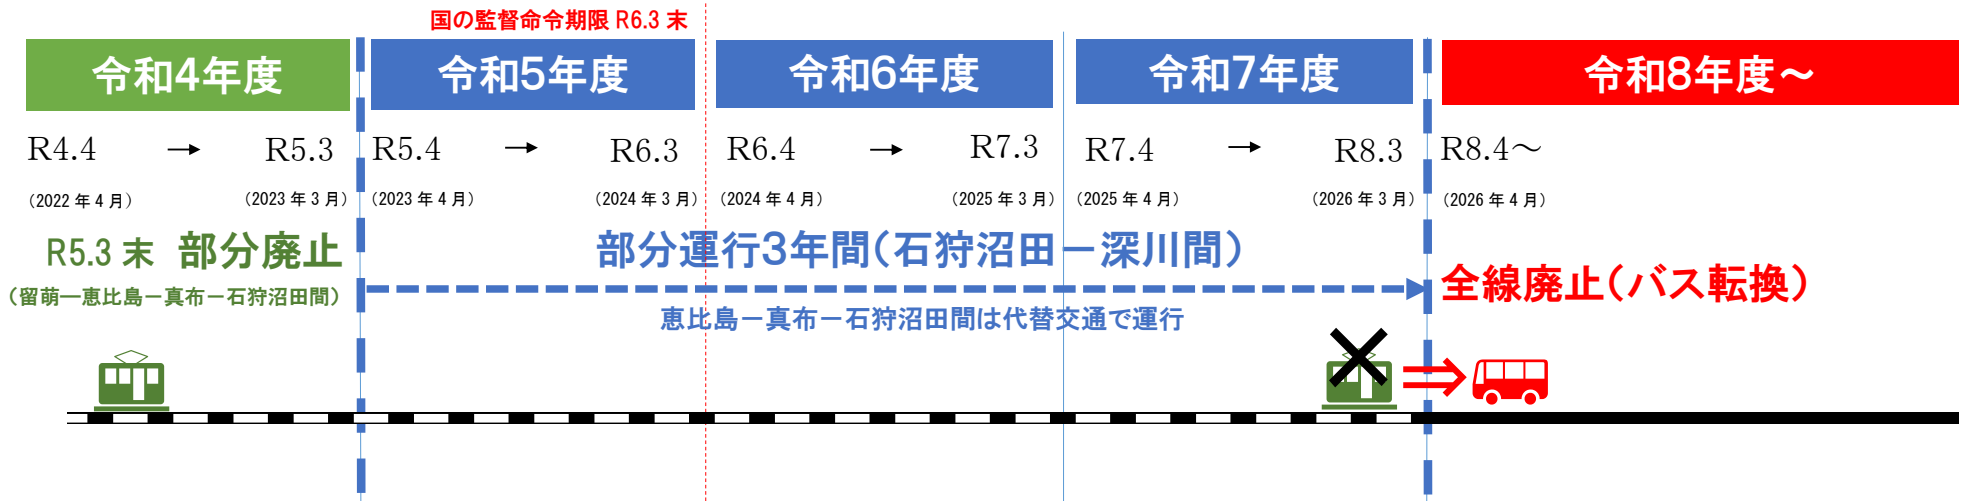 国の監督命令期限 R6.3 末
令和4年度 令和5年度 令和6年度 令和7年度 令和8年度～
R4.4 → R5.3 R5.4 → R6.3 R6.4 → R7.3 R7.4 → R8.3 R8.4～
（2022 年 4 月） （2023 年 3 月） （2023 年 4 月） （2024 年 3 月） （2024 年 4 月） （2025 年 3 月） （2025 年 4 月） （2026 年 3 月） （2026 年 4 月）
R5.3 末 部分廃止
（留萌―恵比島－真布－石狩沼田間）
部分運行3年間（石狩沼田－深川間）
恵比島－真布－石狩沼田間は代替交通で運行
全線廃止（バス転換）